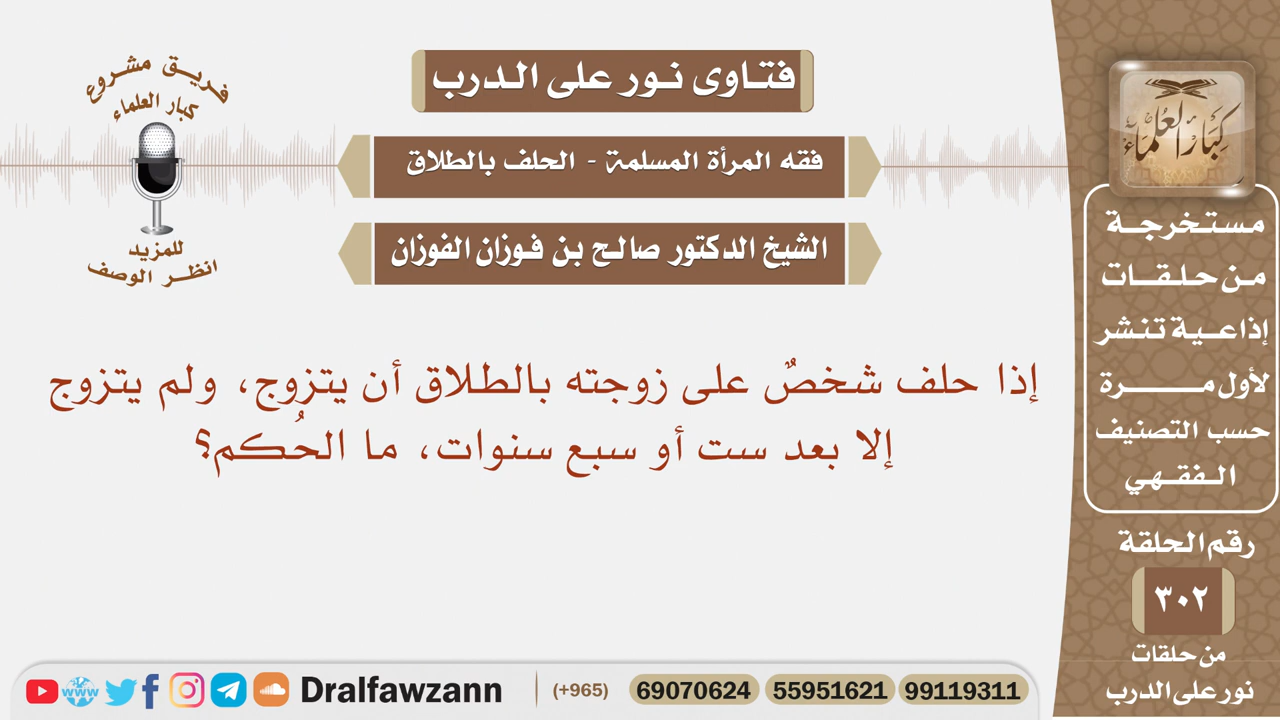 فتاوى نور على الدرب
فقه المرأة المسلمة - الحلف بالطلاق
الشيخ الدكتور صالح بن فوزان الفوزان
فريق مشروع
كبار العلماء
للمزيد
انظر الوصف
إذا حلف شخصٌ على زوجته بالطلاق أن يتزوج، ولم يتزوج
إلا بعد ست أو سبع سنوات، ما الحُكم؟
كِبَارُ العُلَمَاءِ
مستخرجة
من حلقات
إذاعية تنشر
لأول مرة
حسب التصنيف
الفقهي
رقم الحلقة
٣٠٢
من حلقات
نور على الدرب
www
Dralfawzann
(+965)
69070624
55951621
99119311